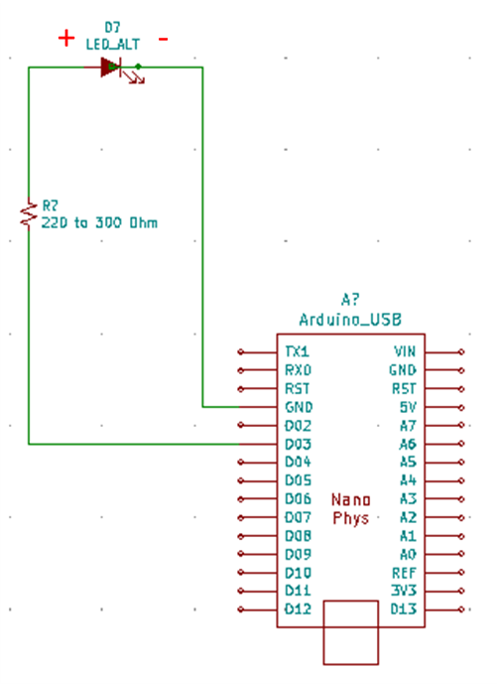 D?
+ LED_ALT -
R?
220 to 300 Ohm
A?
Arduino_USB
TX1 VIN
RX0 GND
RST RST
GND 5V
D02 A7
D03 A6
D04 A5
D05 A4
D06 A3
D07 A2
D08 A1
D09 A0
D10 REF
D11 3V3
D12 D13
Nano
Phys